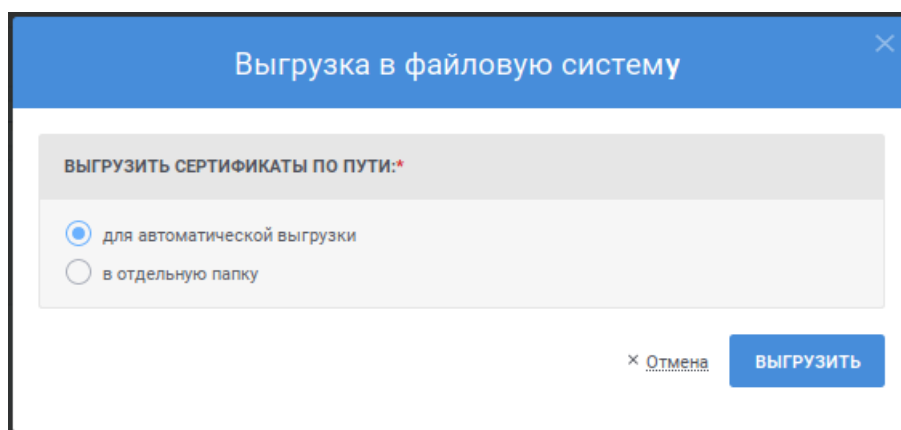 Выгрузка в файловую систему
ВЫГРУЗИТЬ СЕРТИФИКАТЫ ПО ПУТИ:*
для автоматической выгрузки
в отдельную папку
× Отмена
ВЫГРУЗИТЬ